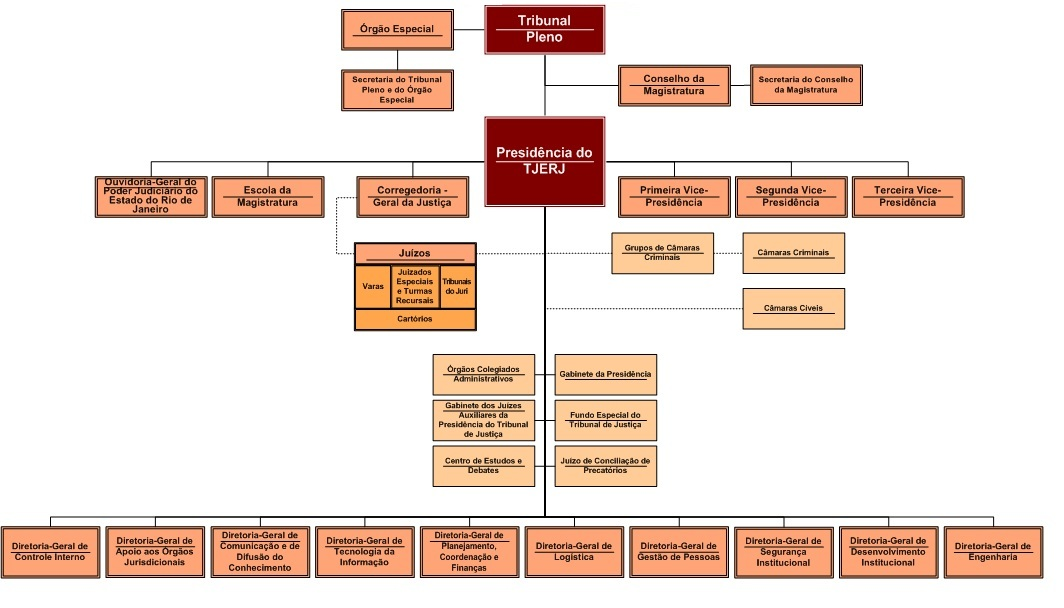 Órgão Especial
Tribunal
Pleno
Secretaria do Tribunal
Pleno e do Órgão
Especial
Conselho da
Magistratura
Secretaria do Conselho
da Magistratura
Presidência do
TJERJ
Ouvidoria-Geral do
Poder Judiciário do
Estado do Rio de
Janeiro
Escola da
Magistratura
Corregedoria -
Geral da Justiça
Primeira Vice-
Presidência
Segunda Vice-
Presidência
Terceira Vice-
Presidência
Juízos
Varas
Juizados
Especiais
e Turmas
Recursais
Tribunais
do Juri
Cartórios
Grupos de Câmaras
Criminais
Câmaras Criminais
Câmaras Cíveis
Órgãos Colegiados
Administrativos
Gabinete da Presidência
Gabinete dos Juízes
Auxiliares da
Presidência do Tribunal
de Justiça
Fundo Especial do
Tribunal de Justiça
Centro de Estudos e
Debates
Juízo de Conciliação de
Precatórios
Diretoria-Geral de
Controle Interno
Diretoria-Geral de
Apoio aos Órgãos
Jurisdicionais
Diretoria-Geral de
Comunicação e de
Difusão do
Conhecimento
Diretoria-Geral de
Tecnologia da
Informação
Diretoria-Geral de
Planejamento,
Coordenação e
Finanças
Diretoria-Geral de
Logística
Diretoria-Geral de
Gestão de Pessoas
Diretoria-Geral de
Segurança
Institucional
Diretoria-Geral de
Desenvolvimento
Institucional
Diretoria-Geral de
Engenharia